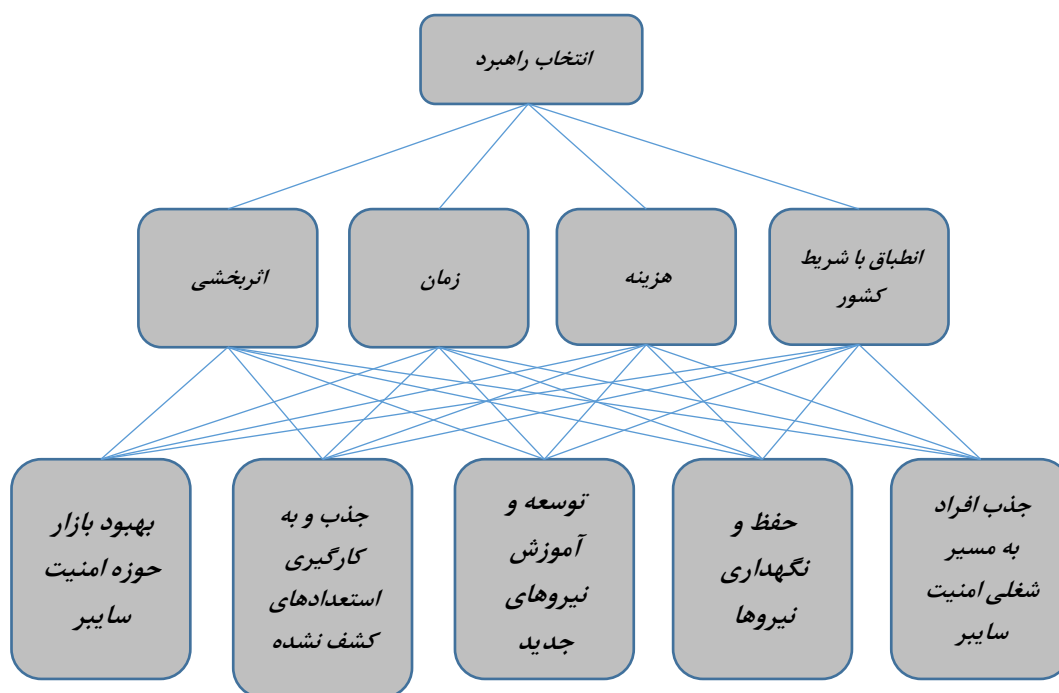 انتخاب راهبرد
انطباق با شریط
کشور
هزینه
زمان
اثربخشی
جذب افراد
به مسیر
شغلی امنیت
سایبر
حفظ و
نگهداری
نیروها
توسعه و
آموزش
نیروهای
جدید
جذب و به
کارگیری
استعدادهای
کشف نشده
بهبود بازار
حوزه امنیت
سایبر